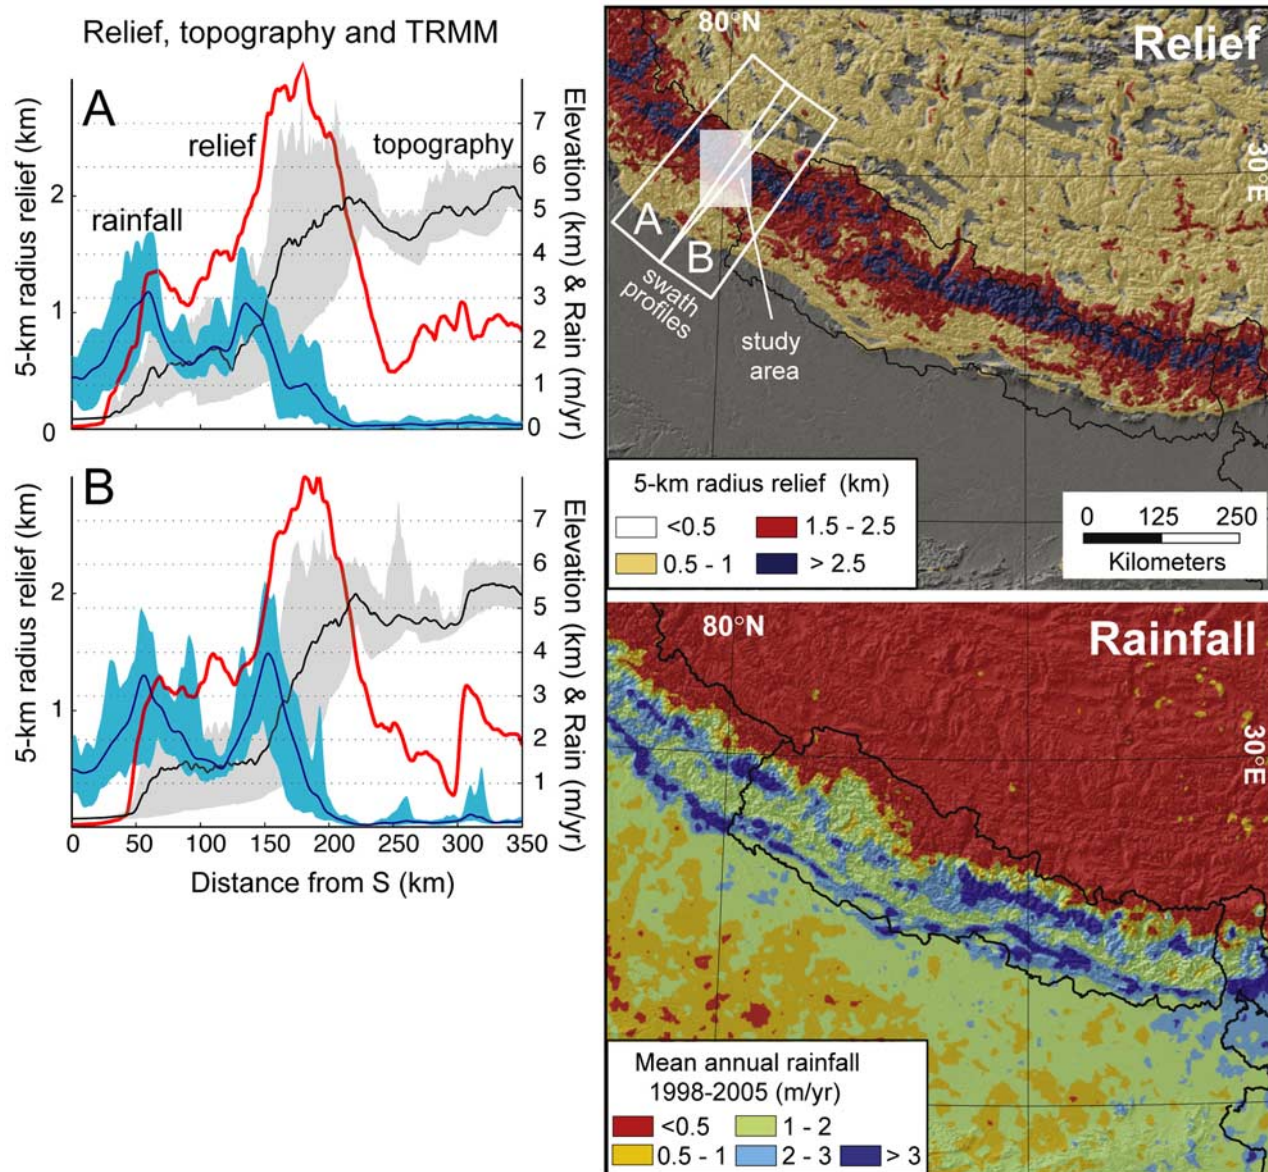 Relief, topography and TRMM
A
5-km radius relief (km)
2
1
0
relief
topography
rainfall
7
6
5
4
3
2
1
0
Elevation (km) & Rain (m/yr)
B
5-km radius relief (km)
2
1
7
6
5
4
3
2
1
Elevation (km) & Rain (m/yr)
0 50 100 150 200 250 300 350
Distance from S (km)
80°N
Relief
30°E
A
B
swath
profiles
study
area
5-km radius relief (km)
<0.5
1.5 - 2.5
0.5 - 1
> 2.5
0 125 250
Kilometers
80°N
Rainfall
30°E
Mean annual rainfall
1998-2005 (m/yr)
<0.5
1 - 2
0.5 - 1
2 - 3
> 3